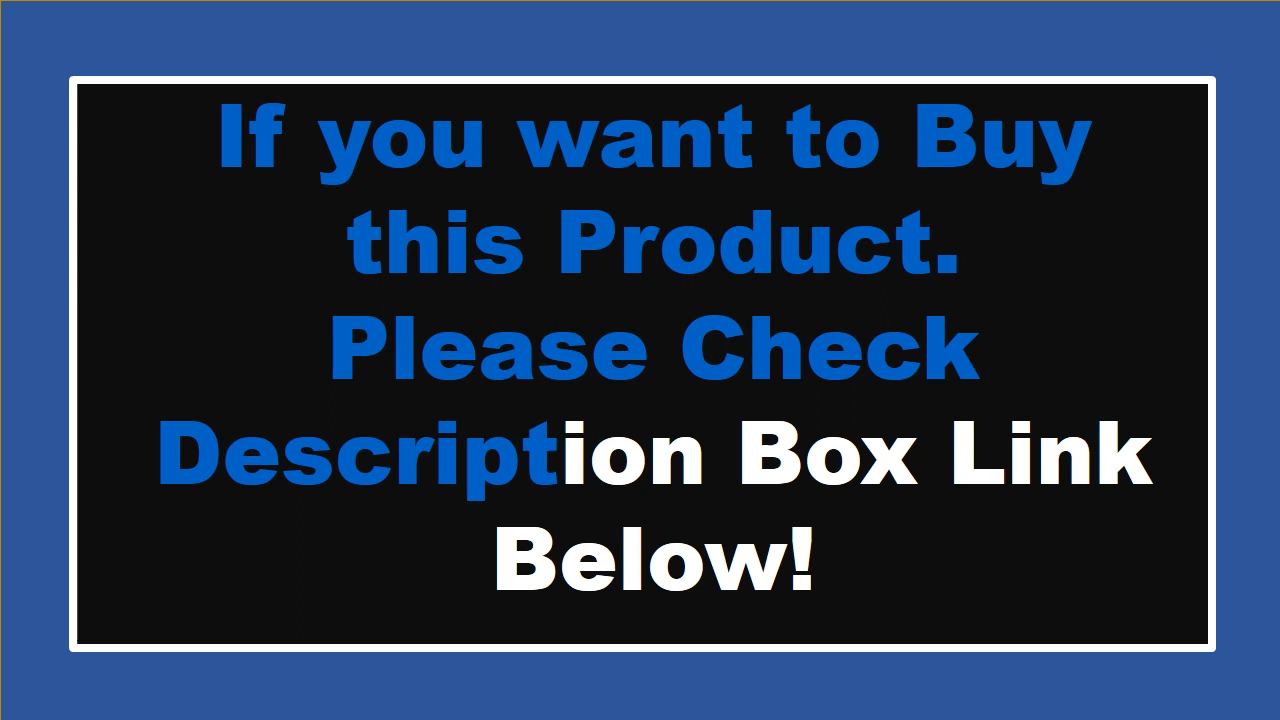 If you want to Buy
this Product.
Please Check
Description Box Link
Below!